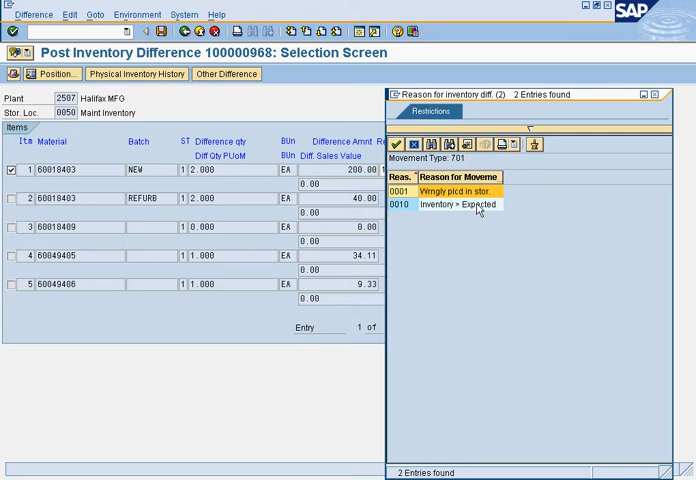 Difference Edit Goto Environment System Help
SAP
Post Inventory Difference 100000968: Selection Screen
Position... Physical Inventory History Other Difference
Plant 2507 Halifax MFG
Stor. Loc. 0050 Maint Inventory
Items
Itm Material Batch ST Difference qty BUn Difference Amnt Re
Diff Qty PUoM BUn Diff. Sales Value
1 60018403 NEW 1 2.000 EA 200.00 1
0.00
2 60018403 REFURB 1 2.000 EA 40.00
0.00
3 60018409 1 0.000 EA 0.00
0.00
4 60049405 1 1.000 EA 34.11
0.00
5 60049406 1 1.000 EA 9.33
0.00
Entry 1 of
Reason for inventory diff. (2) 2 Entries found
Restrictions
Movement Type: 701
Reas. Reason for Moveme..
0001 Wrngly plcd in stor.
0010 Inventory > Expected
2 Entries found